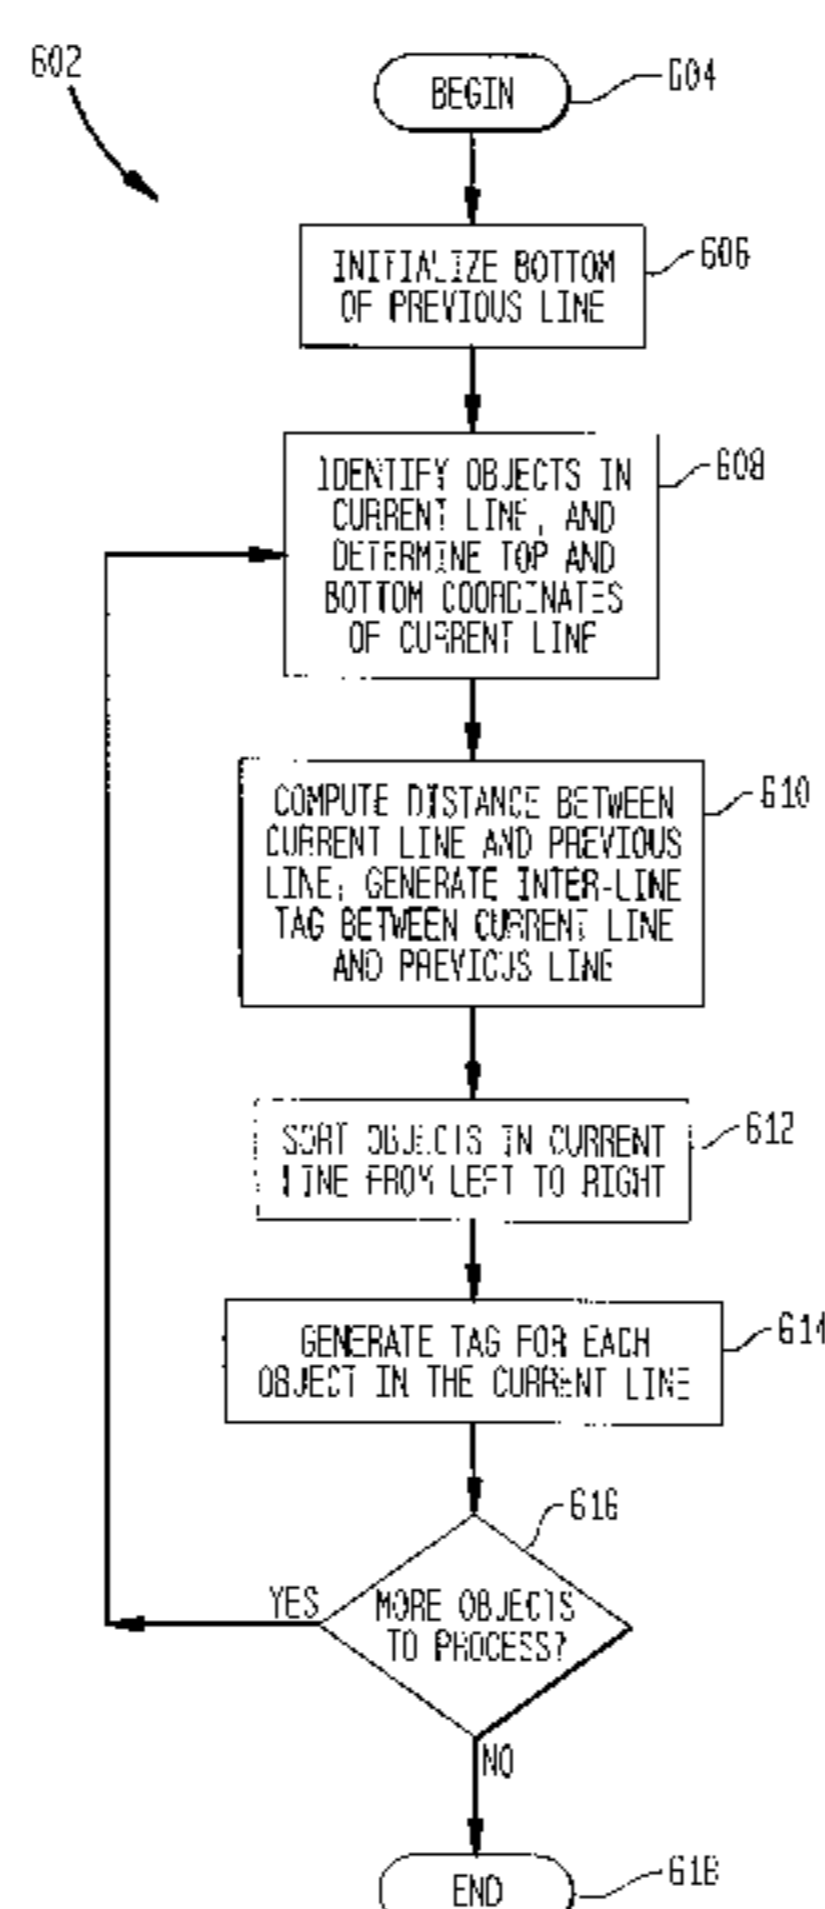 602
BEGIN
604
INITIALIZE BOTTOM
OF PREVIOUS LINE
606
IDENTIFY OBJECTS IN
CURRENT LINE, AND
DETERMINE TOP AND
BOTTOM COORDINATES
OF CURRENT LINE
608
COMPUTE DISTANCE BETWEEN
CURRENT LINE AND PREVIOUS
LINE; GENERATE INTER-LINE
TAG BETWEEN CURRENT LINE
AND PREVIOUS LINE
610
SORT OBJECTS IN CURRENT
LINE FROM LEFT TO RIGHT
612
GENERATE TAG FOR EACH
OBJECT IN THE CURRENT LINE
614
616
YES
MORE OBJECTS
TO PROCESS?
NO
END
618